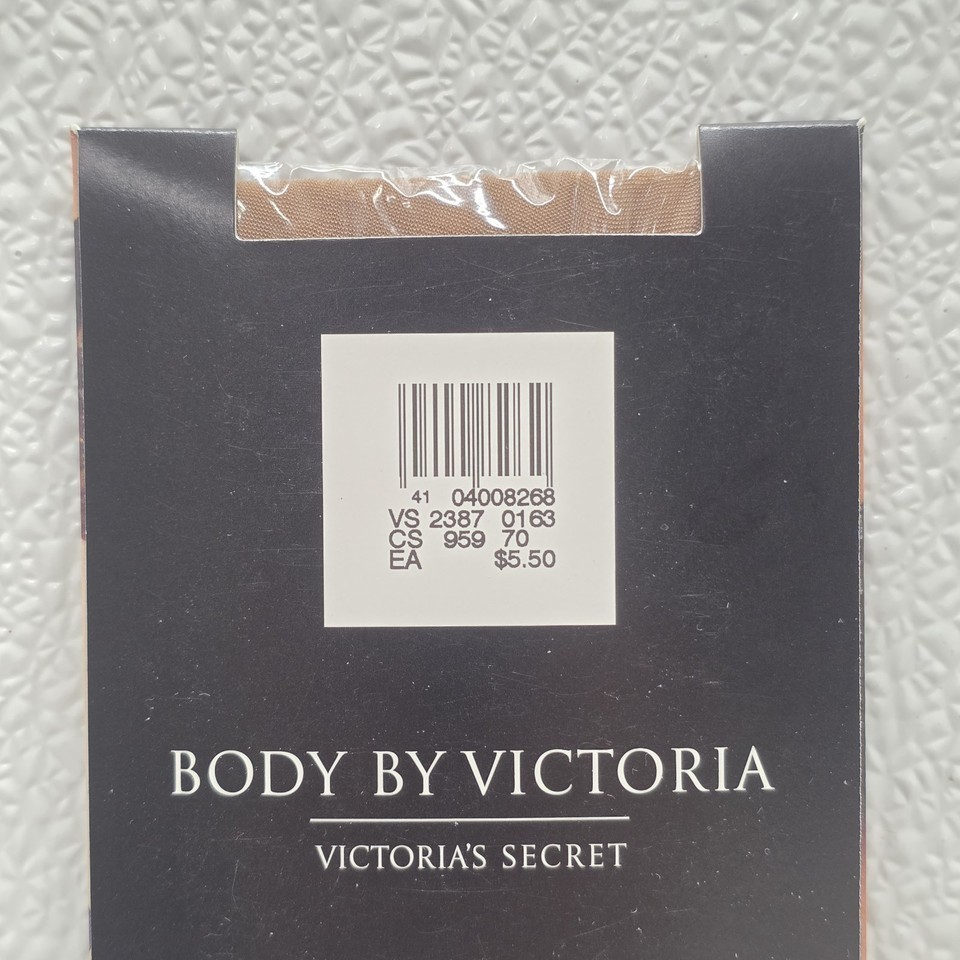 41 04008268
VS 2387 0163
CS 959 70
EA $5.50
BODY BY VICTORIA
VICTORIA'S SECRET